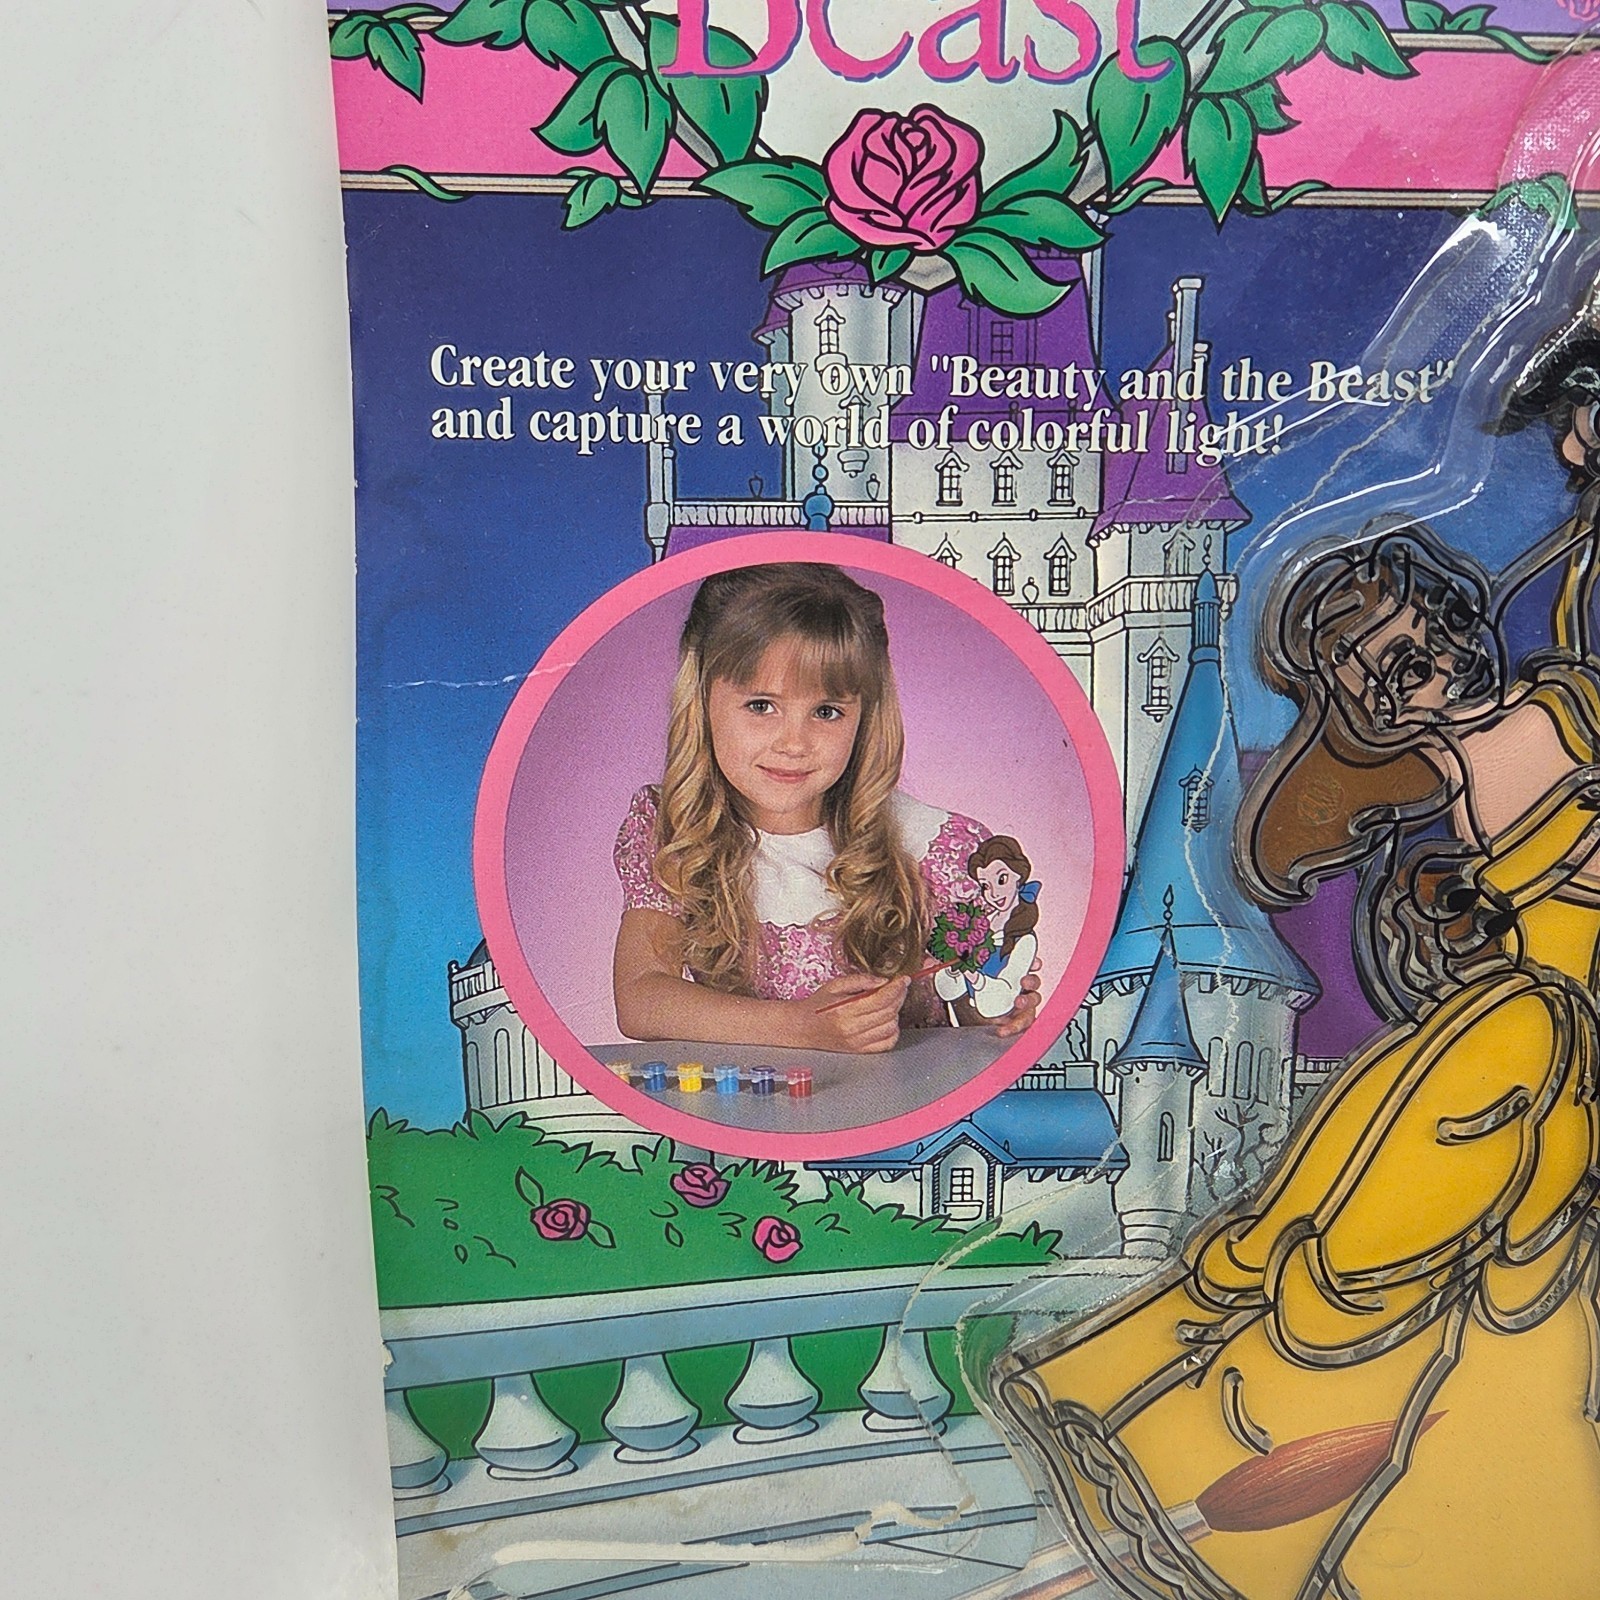 Beast
Create your very own "Beauty and the Beast"
and capture a world of colorful light!